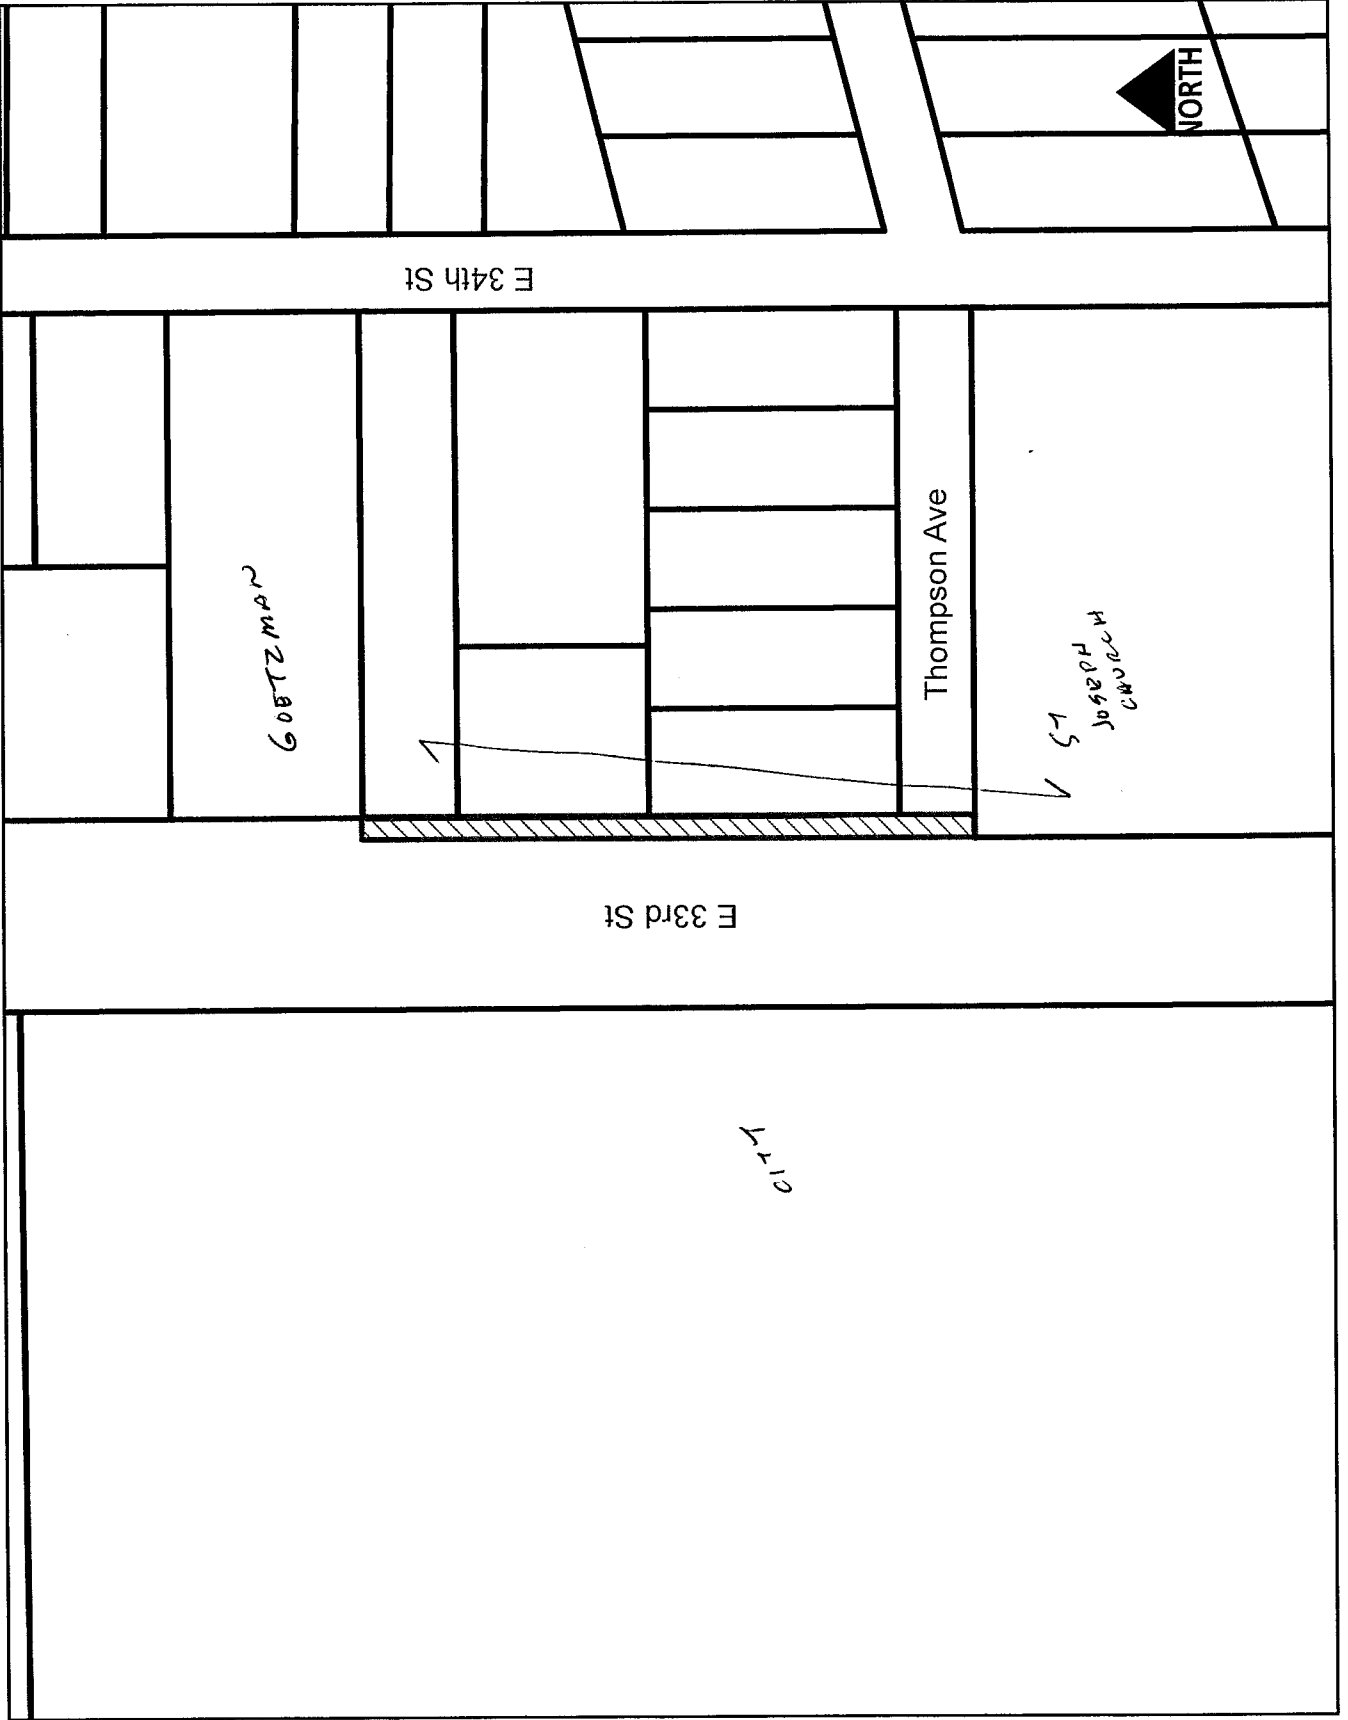 NORTH
E 34th St
GOETZMAN
Thompson Ave
ST
JOSEPH
CHURCH
E 33rd St
CITY